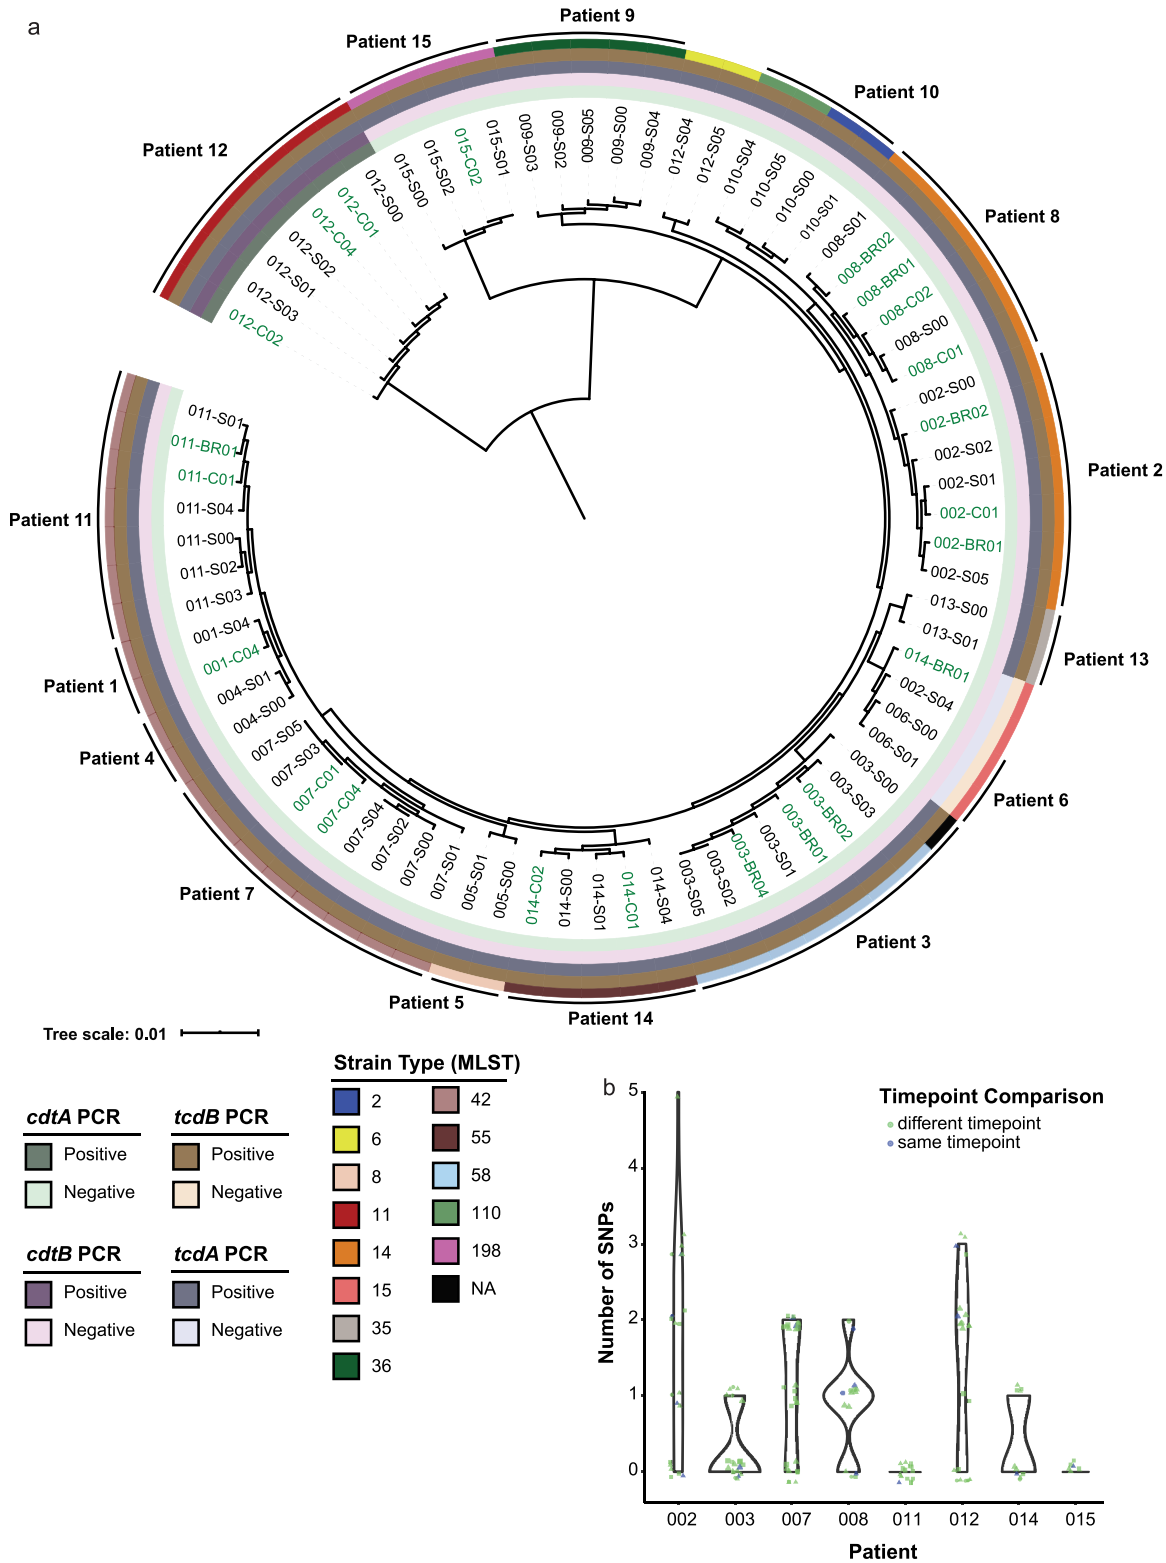 a
Patient 9
Patient 15
Patient 10
Patient 12
Patient 8
Patient 2
Patient 13
Patient 6
Patient 3
Patient 14
Patient 5
Patient 7
Patient 4
Patient 1
Patient 11
012-C02
012-S03
012-S01
012-S02
012-C04
012-C01
012-S00
015-S00
015-S02
015-C02
015-S01
009-S03
009-S02
009-S05
009-S00
009-S04
012-S04
012-S05
010-S04
010-S05
010-S00
010-S01
008-S01
008-BR02
008-BR01
008-C02
008-S00
008-C01
002-S00
002-BR02
002-S02
002-S01
002-C01
002-BR01
002-S05
013-S00
013-S01
014-BR01
002-S04
006-S00
006-S01
003-S00
003-S03
003-BR02
003-BR01
003-S01
003-BR04
003-S02
003-S05
014-S04
014-C01
014-S01
014-S00
014-C02
005-S00
005-S01
007-S01
007-S00
007-S02
007-S04
007-C04
007-C01
007-S03
007-S05
004-S00
004-S01
001-C04
001-S04
011-S03
011-S02
011-S00
011-S04
011-C01
011-BR01
011-S01
Tree scale: 0.01
cdtA PCR
Positive
Negative
tcdB PCR
Positive
Negative
cdtB PCR
Positive
Negative
tcdA PCR
Positive
Negative
Strain Type (MLST)
2
6
8
11
14
15
35
36
42
55
58
110
198
NA
b
Timepoint Comparison
different timepoint
same timepoint
Number of SNPs
5
4
3
2
1
0
002 003 007 008 011 012 014 015
Patient